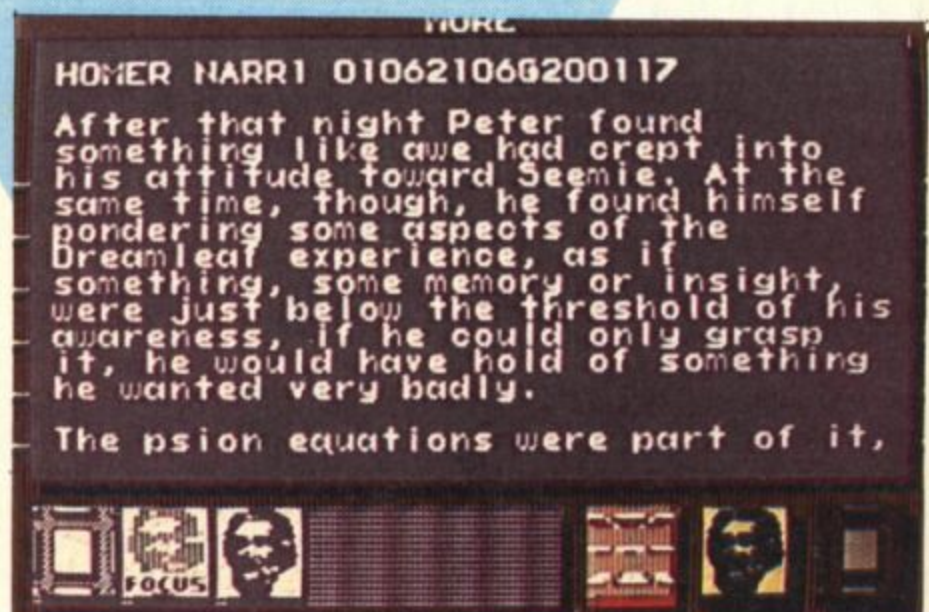 MORE
HOMER NARR1 01062106G200117
After that night Peter found
something like awe had crept into
his attitude toward Seemie. At the
same time, though, he found himself
pondering some aspects of the
Dreamleaf experience, as if
something, some memory or insight,
were just below the threshold of his
awareness, if he could only grasp
it, he would have hold of something
he wanted very badly.
The psion equations were part of it,
FOCUS